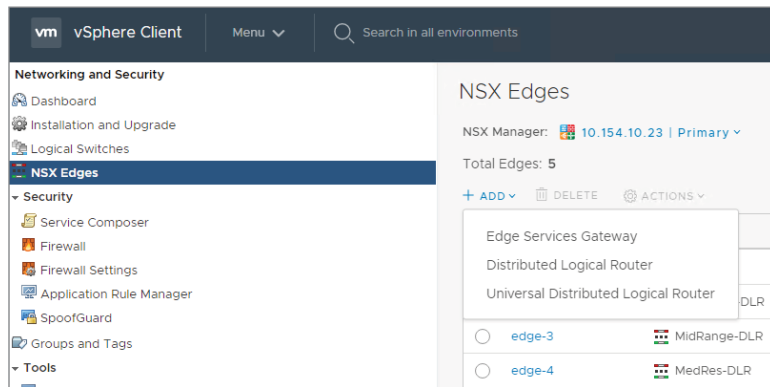 vm vSphere Client Menu Search in all environments
Networking and Security
Dashboard
Installation and Upgrade
Logical Switches
NSX Edges
Security
Service Composer
Firewall
Firewall Settings
Application Rule Manager
SpoofGuard
Groups and Tags
Tools
NSX Edges
NSX Manager: 10.154.10.23 | Primary
Total Edges: 5
+ ADD DELETE ACTIONS
Edge Services Gateway
Distributed Logical Router
Universal Distributed Logical Router
-DLR
edge-3 MidRange-DLR
edge-4 MedRes-DLR